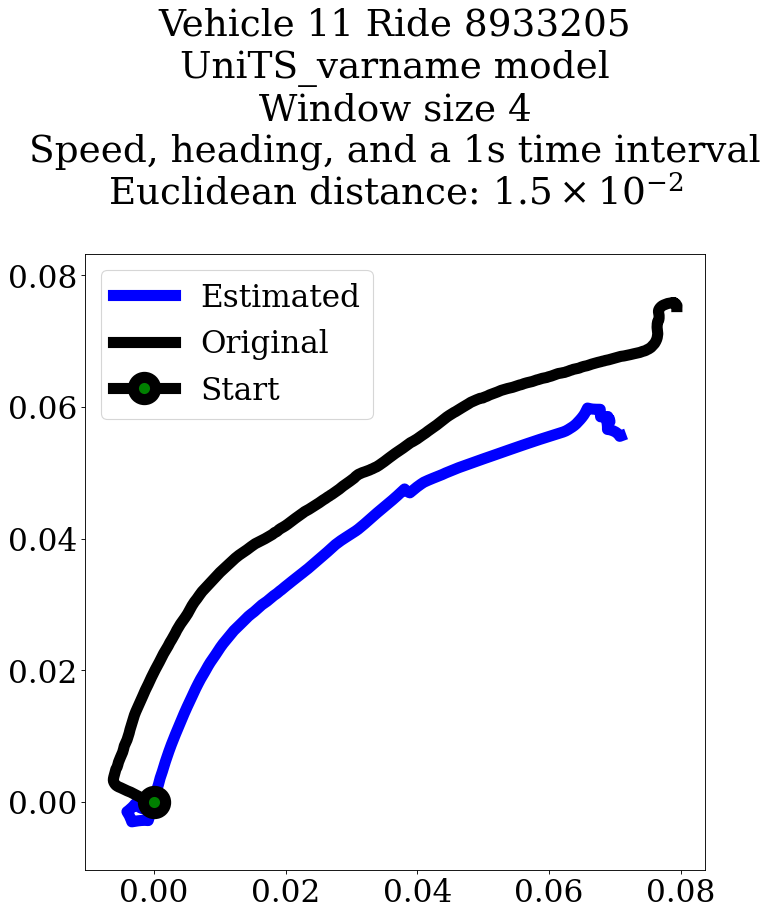 Vehicle 11 Ride 8933205
UniTS_varname model
Window size 4
Speed, heading, and a 1s time interval
Euclidean distance: 1.5 × 10⁻²
Estimated
Original
Start
0.08
0.06
0.04
0.02
0.00
0.00 0.02 0.04 0.06 0.08